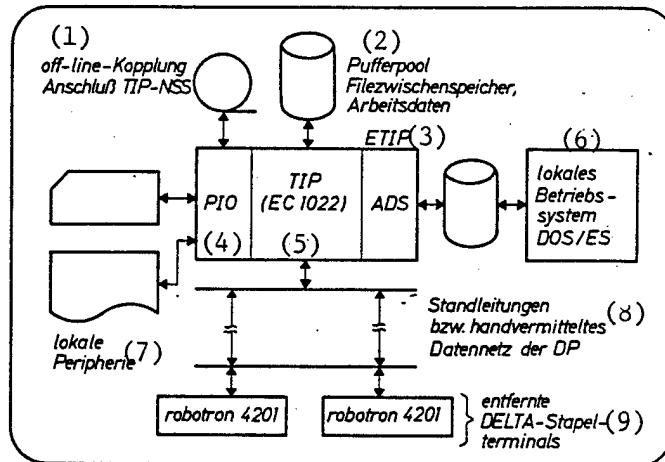 (1)
off-line-Kopplung
Anschluß TIP-NSS
(2)
Pufferpool
Filezwischenspeicher,
Arbeitsdaten
ETIP (3)
PIO
(4)
TIP
(EC 1022)
(5)
ADS
(6)
lokales
Betriebs-
system
DOS/ES
lokale
Peripherie (7)
Standleitungen
bzw. handvermitteltes
Datennetz der DP
(8)
robotron 4201
robotron 4201
entfernte
DELTA-Stapel-
terminals
(9)